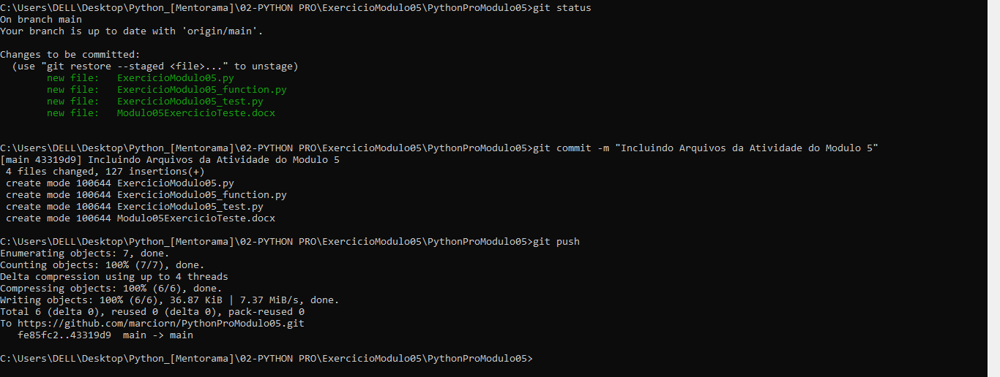 C:\Users\DELL\Desktop\Python_[Mentorama]\02-PYTHON PRO\ExercicioModulo05\PythonProModulo05>git status
On branch main
Your branch is up to date with 'origin/main'.
Changes to be committed:
  (use "git restore --staged <file>..." to unstage)
        new file:   ExercicioModulo05.py
        new file:   ExercicioModulo05_function.py
        new file:   ExercicioModulo05_test.py
        new file:   Modulo05ExercicioTeste.docx
C:\Users\DELL\Desktop\Python_[Mentorama]\02-PYTHON PRO\ExercicioModulo05\PythonProModulo05>git commit -m "Incluindo Arquivos da Atividade do Modulo 5"
[main 43319d9] Incluindo Arquivos da Atividade do Modulo 5
 4 files changed, 127 insertions(+)
 create mode 100644 ExercicioModulo05.py
 create mode 100644 ExercicioModulo05_function.py
 create mode 100644 ExercicioModulo05_test.py
 create mode 100644 Modulo05ExercicioTeste.docx
C:\Users\DELL\Desktop\Python_[Mentorama]\02-PYTHON PRO\ExercicioModulo05\PythonProModulo05>git push
Enumerating objects: 7, done.
Counting objects: 100% (7/7), done.
Delta compression using up to 4 threads
Compressing objects: 100% (6/6), done.
Writing objects: 100% (6/6), 36.87 KiB | 7.37 MiB/s, done.
Total 6 (delta 0), reused 0 (delta 0), pack-reused 0
To https://github.com/marciorn/PythonProModulo05.git
   fe85fc2..43319d9  main -> main
C:\Users\DELL\Desktop\Python_[Mentorama]\02-PYTHON PRO\ExercicioModulo05\PythonProModulo05>